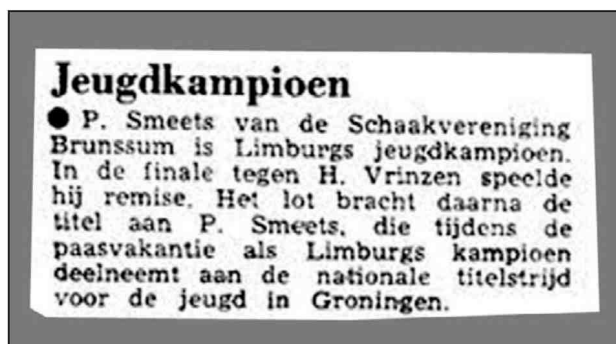 Jeugdkampioen
● P. Smeets van de Schaakvereniging
Brunssum is Limburgs jeugdkampioen.
In de finale tegen H. Vrinzen speelde
hij remise. Het lot bracht daarna de
titel aan P. Smeets, die tijdens de
paasvakantie als Limburgs kampioen
deelneemt aan de nationale titelstrijd
voor de jeugd in Groningen.